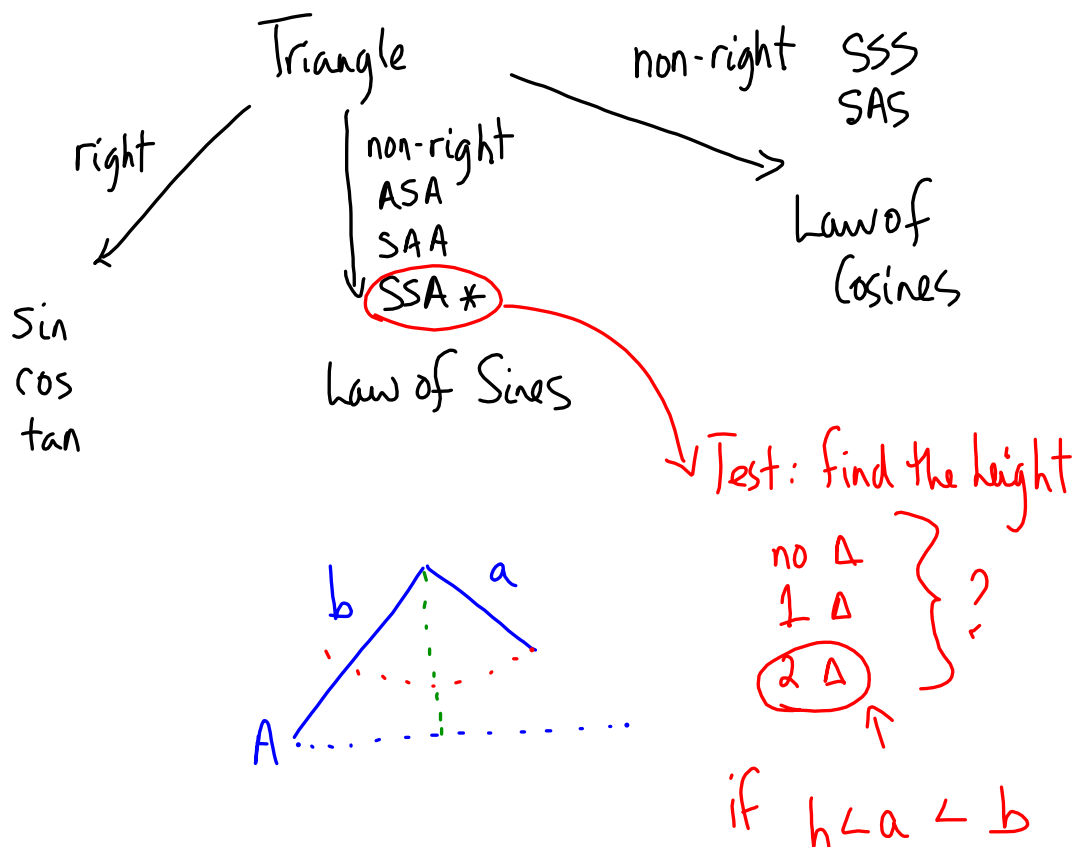 Triangle
right
sin
cos
tan
non-right
ASA
SAA
SSA *
Law of Sines
non-right SSS
SAS
Law of
Cosines
Test: find the height
no Δ
1 Δ
2 Δ
?
if h < a < b
b
a
A